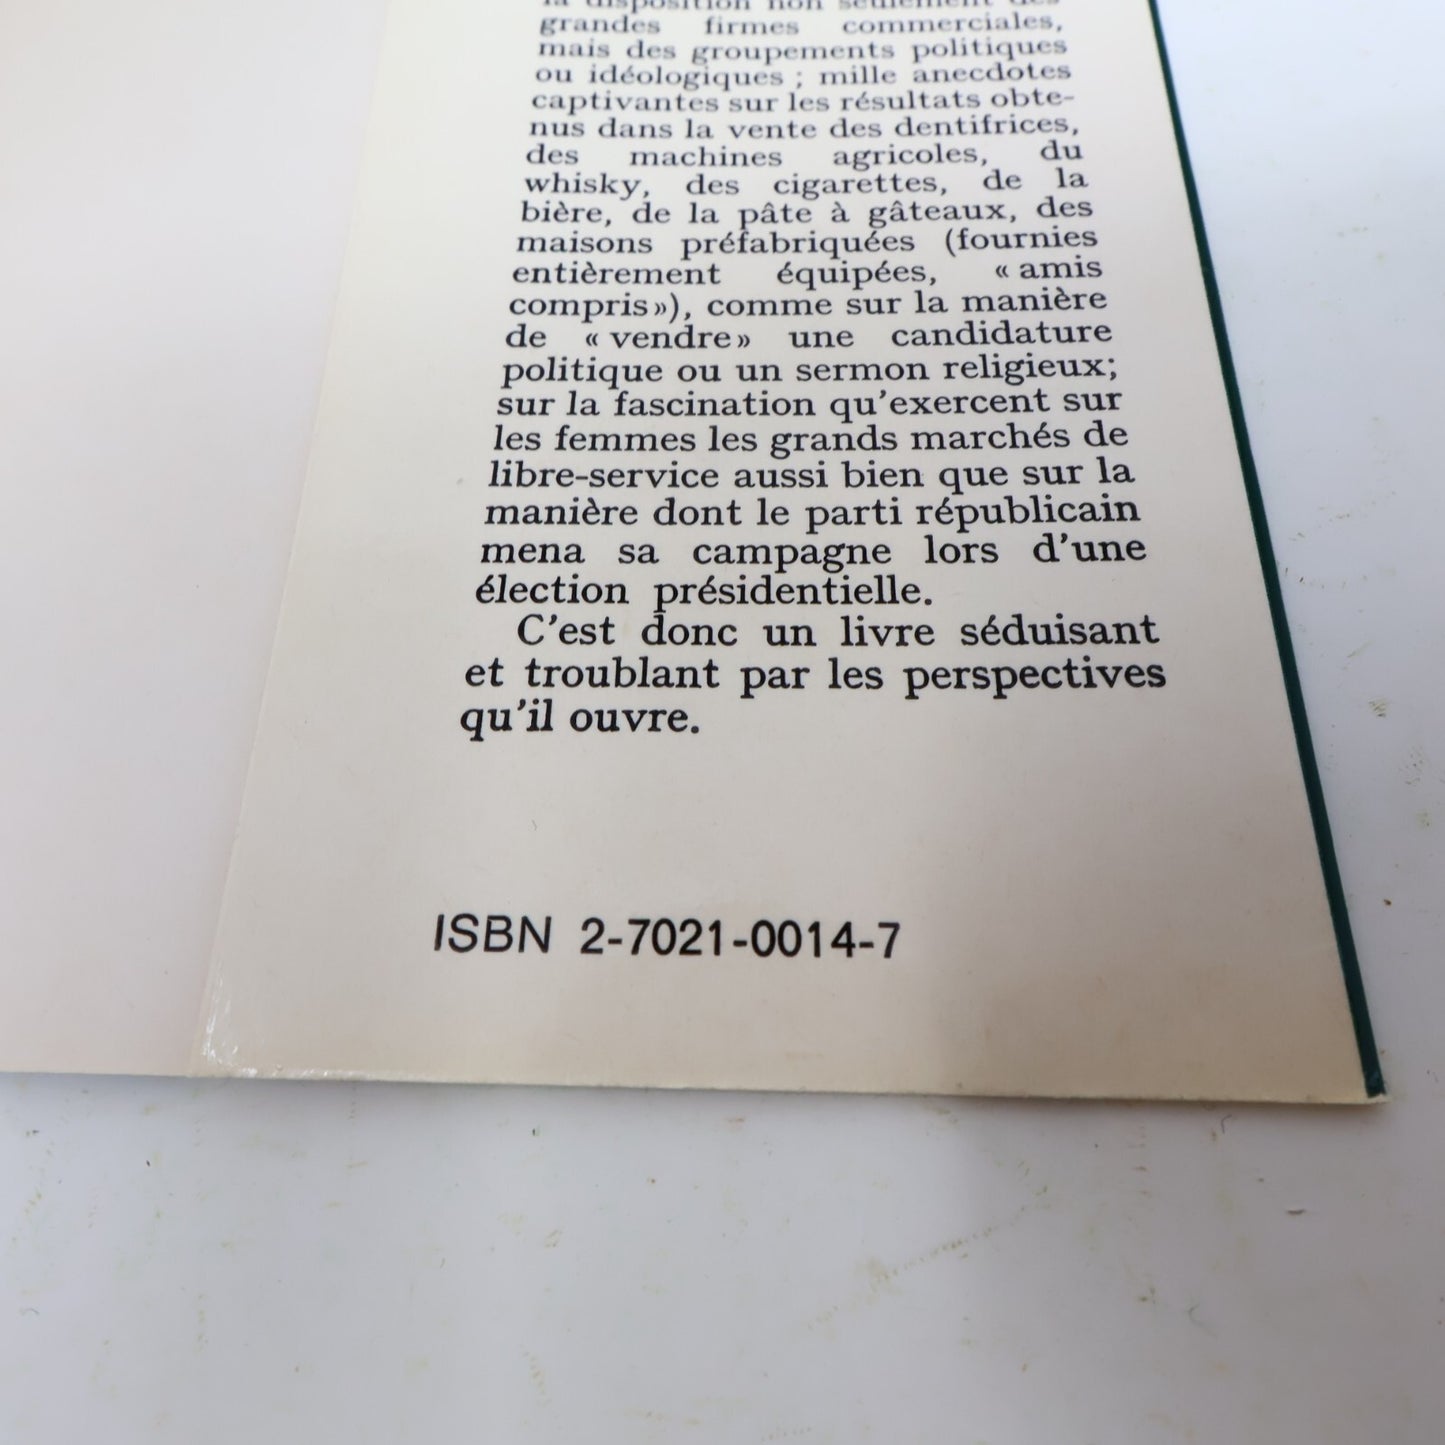 la disposition non seulement des
grandes firmes commerciales,
mais des groupements politiques
ou idéologiques ; mille anecdotes
captivantes sur les résultats obte-
nus dans la vente des dentifrices,
des machines agricoles, du
whisky, des cigarettes, de la
bière, de la pâte à gâteaux, des
maisons préfabriquées (fournies
entièrement équipées, « amis
compris »), comme sur la manière
de « vendre » une candidature
politique ou un sermon religieux;
sur la fascination qu'exercent sur
les femmes les grands marchés de
libre-service aussi bien que sur la
manière dont le parti républicain
mena sa campagne lors d'une
élection présidentielle.
C'est donc un livre séduisant
et troublant par les perspectives
qu'il ouvre.
ISBN 2-7021-0014-7